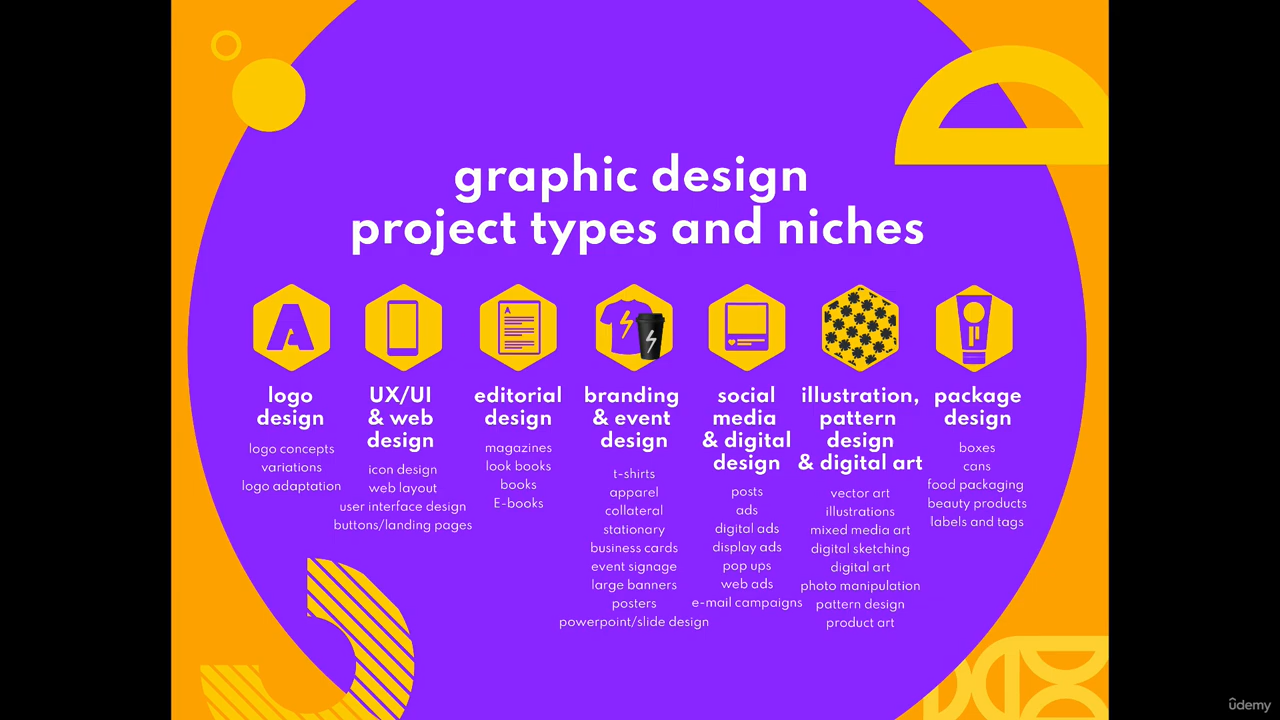 graphic design
project types and niches
logo
design
logo concepts
variations
logo adaptation
UX/UI
& web
design
icon design
web layout
user interface design
buttons/landing pages
editorial
design
magazines
look books
books
E-books
branding
& event
design
t-shirts
apparel
collateral
stationary
business cards
event signage
large banners
posters
powerpoint/slide design
social
media
& digital
design
posts
ads
digital ads
display ads
pop ups
web ads
e-mail campaigns
illustration,
pattern
design
& digital art
vector art
illustrations
mixed media art
digital sketching
digital art
photo manipulation
pattern design
product art
package
design
boxes
cans
food packaging
beauty products
labels and tags
ûdemy